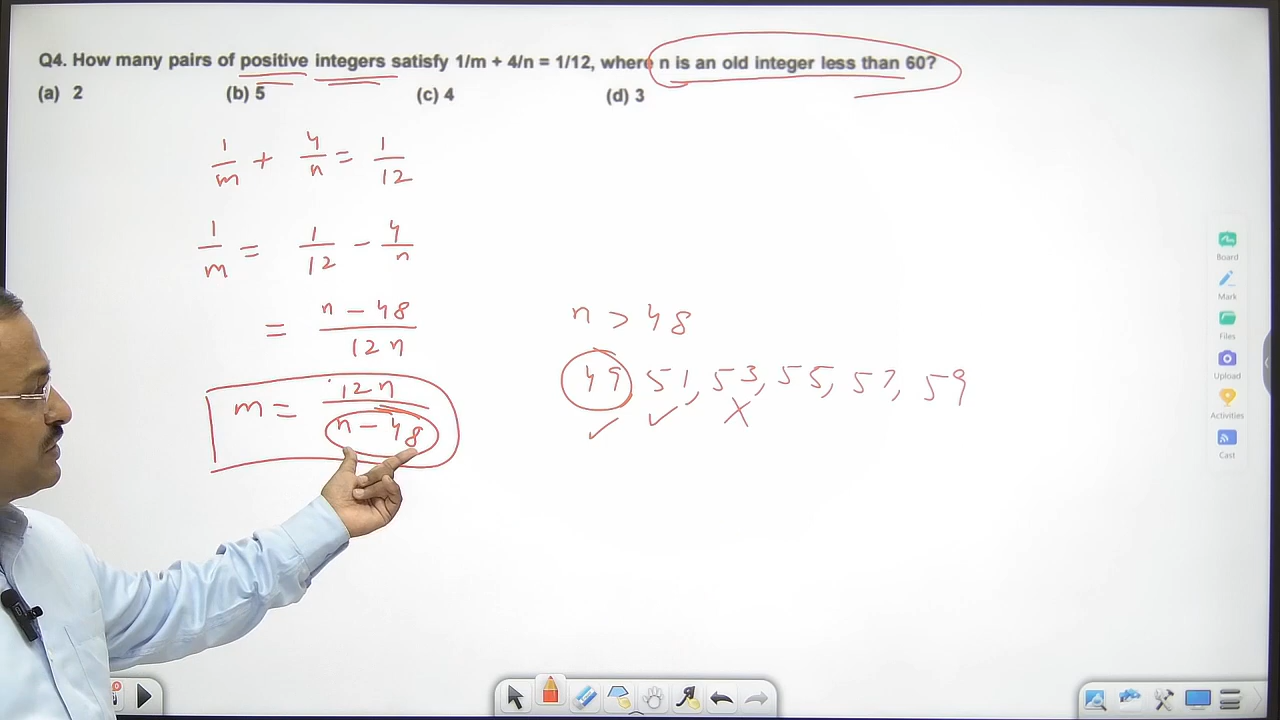 Q4. How many pairs of positive integers satisfy 1/m + 4/n = 1/12, where n is an old integer less than 60?
(a) 2 (b) 5 (c) 4 (d) 3
1/m + 4/n = 1/12
1/m = 1/12 - 4/n
= n - 48 / 12n
m = 12n / n - 48
n > 48
49 51, 53, 55, 57, 59
✓ ✓ X
Board
Mark
Files
Upload
Activities
Cast